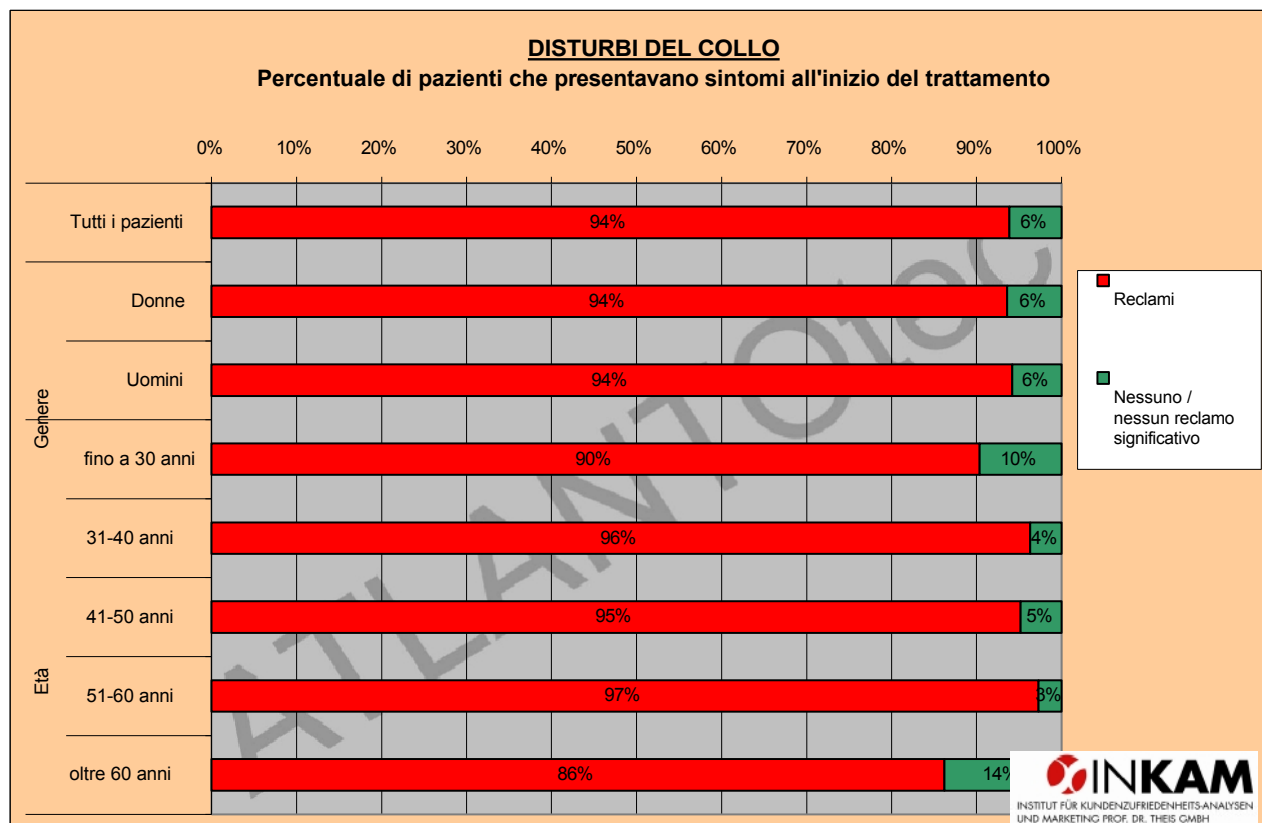 DISTURBI DEL COLLO
Percentuale di pazienti che presentavano sintomi all'inizio del trattamento
0% 10% 20% 30% 40% 50% 60% 70% 80% 90% 100%
Tutti i pazienti 94% 6%
Donne 94% 6%
Uomini 94% 6%
fino a 30 anni 90% 10%
31-40 anni 96% 4%
41-50 anni 95% 5%
51-60 anni 97% 3%
oltre 60 anni 86% 14%
Genere
Età
Reclami
Nessuno /
nessun reclamo
significativo
ATLANTOtec
INKAM
INSTITUT FÜR KUNDENZUFRIEDENHEITS-ANALYSEN
UND MARKETING PROF. DR. THEIS GMBH